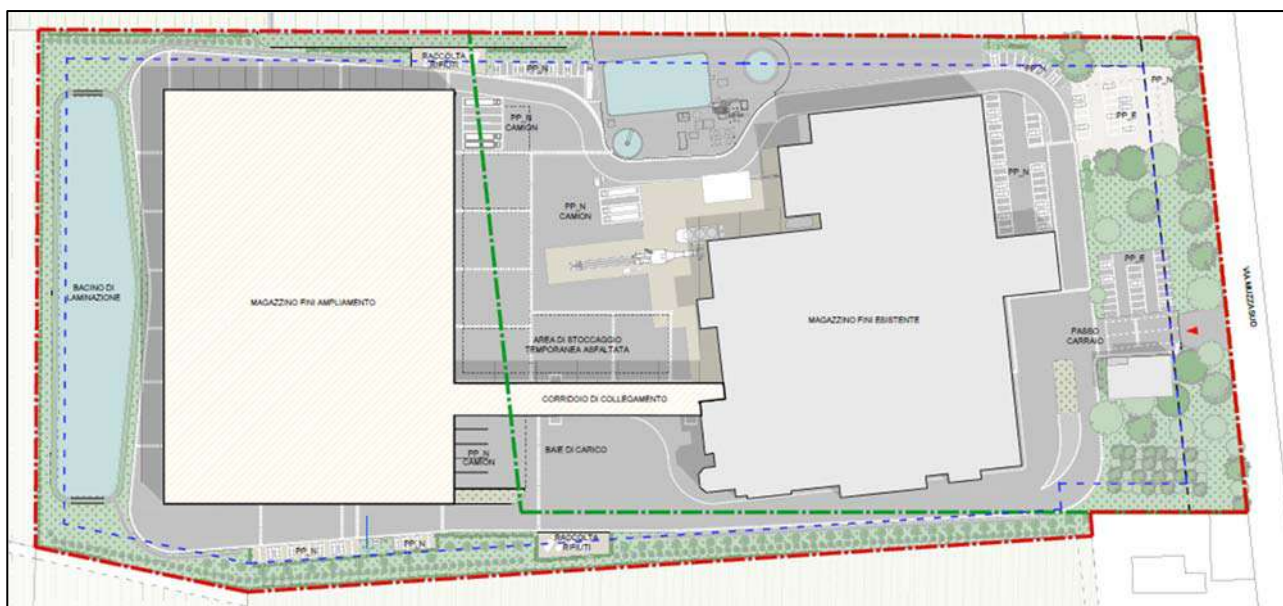 RACCOLTA
RIFIUTI
PP_N
PP_N
PP_N
PP_E
PP_N
CAMION
PP_N
PP_N
CAMION
PP_E
BACINO DI
LAMINAZIONE
MAGAZZINO FINI AMPLIAMENTO
MAGAZZINO FINI ESISTENTE
AREA DI STOCCAGGIO
TEMPORANEA ASFALTATA
PASSO
CARRAIO
CORRIDOIO DI COLLEGAMENTO
PP_N
CAMION
BAIE DI CARICO
RACCOLTA
RIFIUTI
PP_N
PP_N